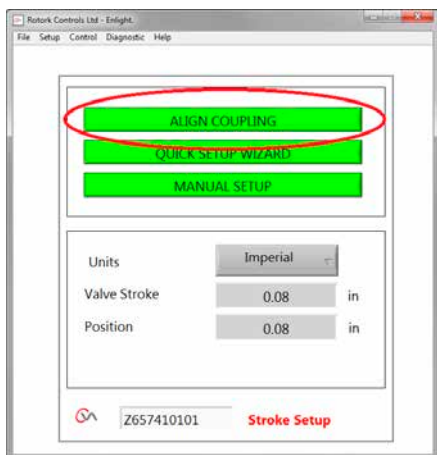 Rotork Controls Ltd - Enlight.
File Setup Control Diagnostic Help
ALIGN COUPLING
QUICK SETUP WIZARD
MANUAL SETUP
Units Imperial
Valve Stroke 0.08 in
Position 0.08 in
Z657410101 Stroke Setup